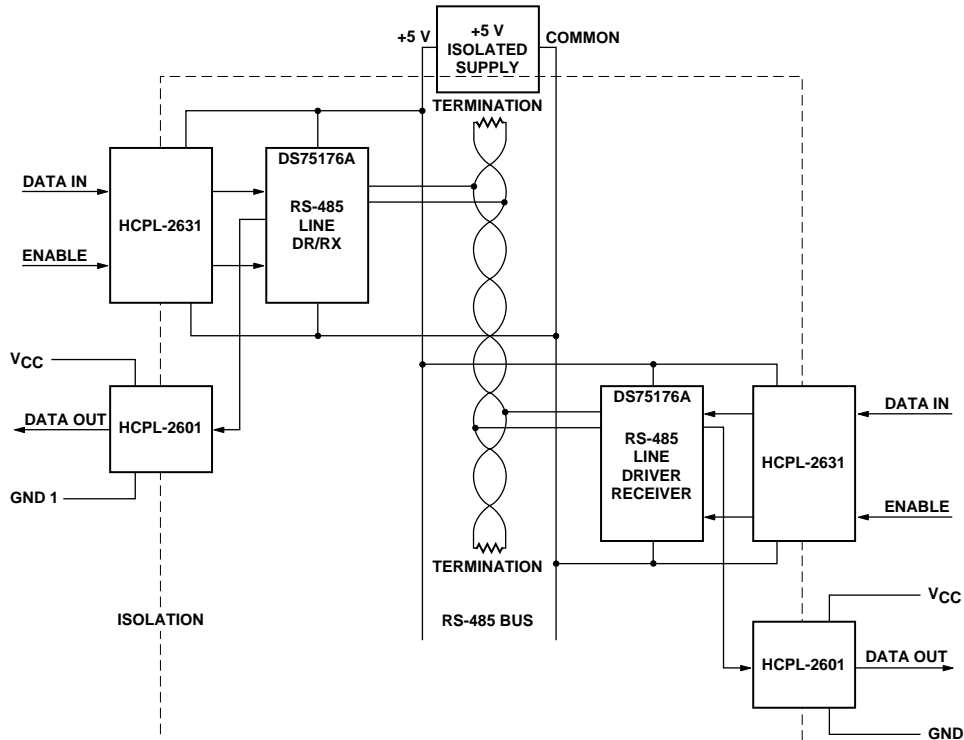 +5 V
+5 V
ISOLATED
SUPPLY
COMMON
TERMINATION
DATA IN
ENABLE
HCPL-2631
DS75176A
RS-485
LINE
DR/RX
VCC
DATA OUT
GND 1
HCPL-2601
DS75176A
RS-485
LINE
DRIVER
RECEIVER
HCPL-2631
DATA IN
ENABLE
TERMINATION
ISOLATION
RS-485 BUS
HCPL-2601
VCC
DATA OUT
GND